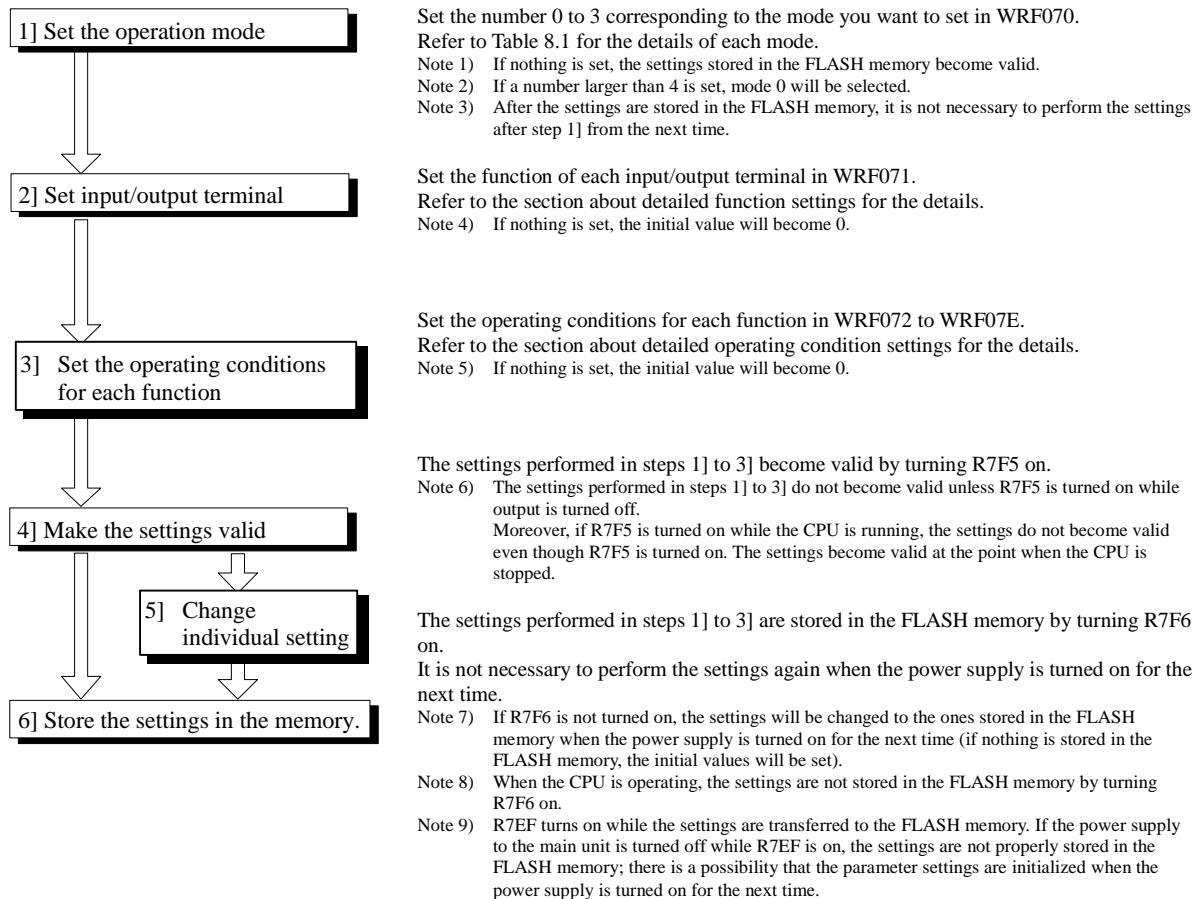 1] Set the operation mode
Set the number 0 to 3 corresponding to the mode you want to set in WRF070.
Refer to Table 8.1 for the details of each mode.
Note 1) If nothing is set, the settings stored in the FLASH memory become valid.
Note 2) If a number larger than 4 is set, mode 0 will be selected.
Note 3) After the settings are stored in the FLASH memory, it is not necessary to perform the settings
after step 1] from the next time.
2] Set input/output terminal
Set the function of each input/output terminal in WRF071.
Refer to the section about detailed function settings for the details.
Note 4) If nothing is set, the initial value will become 0.
3] Set the operating conditions
for each function
Set the operating conditions for each function in WRF072 to WRF07E.
Refer to the section about detailed operating condition settings for the details.
Note 5) If nothing is set, the initial value will become 0.
4] Make the settings valid
The settings performed in steps 1] to 3] become valid by turning R7F5 on.
Note 6) The settings performed in steps 1] to 3] do not become valid unless R7F5 is turned on while
output is turned off.
Moreover, if R7F5 is turned on while the CPU is running, the settings do not become valid
even though R7F5 is turned on. The settings become valid at the point when the CPU is
stopped.
5] Change
individual setting
6] Store the settings in the memory.
The settings performed in steps 1] to 3] are stored in the FLASH memory by turning R7F6
on.
It is not necessary to perform the settings again when the power supply is turned on for the
next time.
Note 7) If R7F6 is not turned on, the settings will be changed to the ones stored in the FLASH
memory when the power supply is turned on for the next time (if nothing is stored in the
FLASH memory, the initial values will be set).
Note 8) When the CPU is operating, the settings are not stored in the FLASH memory by turning
R7F6 on.
Note 9) R7EF turns on while the settings are transferred to the FLASH memory. If the power supply
to the main unit is turned off while R7EF is on, the settings are not properly stored in the
FLASH memory; there is a possibility that the parameter settings are initialized when the
power supply is turned on for the next time.